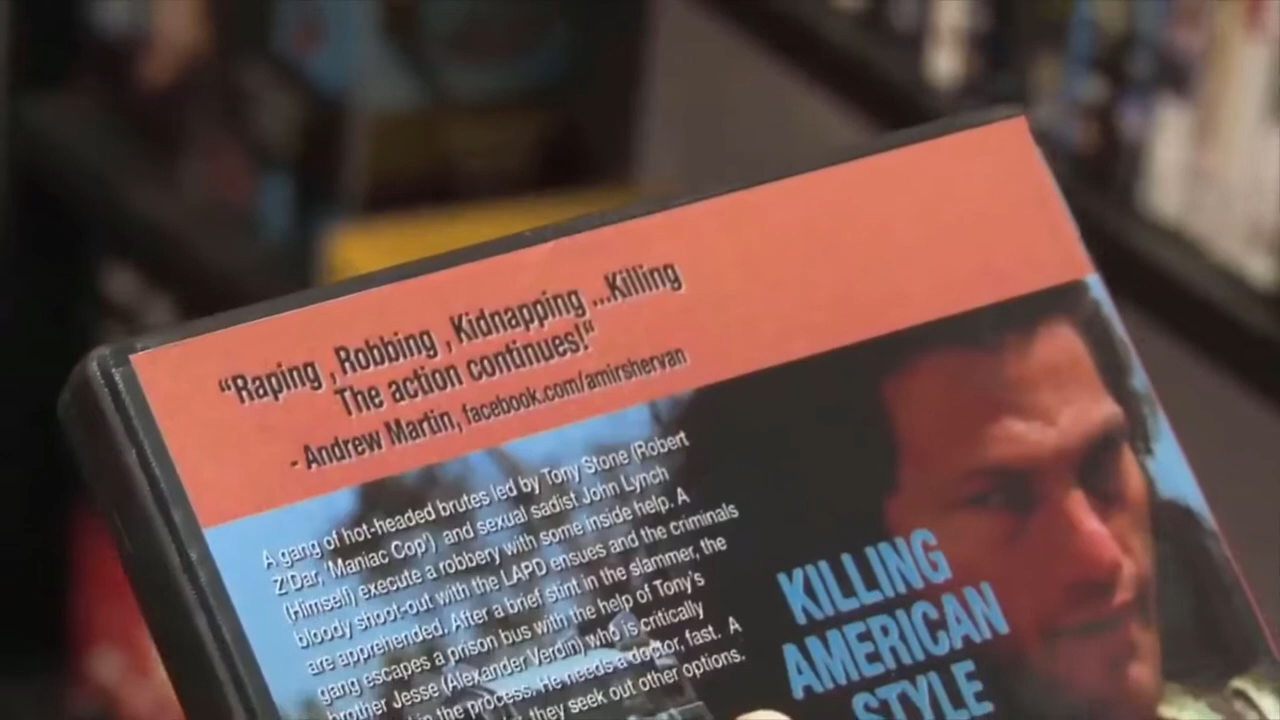 “Raping , Robbing , Kidnapping ...Killing
The action continues!“
- Andrew Martin, facebook.com/amirshervan
A gang of hot-headed brutes led by Tony Stone (Robert
Z'Dar, 'Maniac Cop') and sexual sadist John Lynch
(Himself) execute a robbery with some inside help. A
bloody shoot-out with the LAPD ensues and the criminals
are apprehended. After a brief stint in the slammer, the
gang escapes a prison bus with the help of Tony's
brother Jesse (Alexander Verdin) who is critically
in the process. He needs a doctor, fast. A
they seek out other options.
KILLING
AMERICAN
STYLE